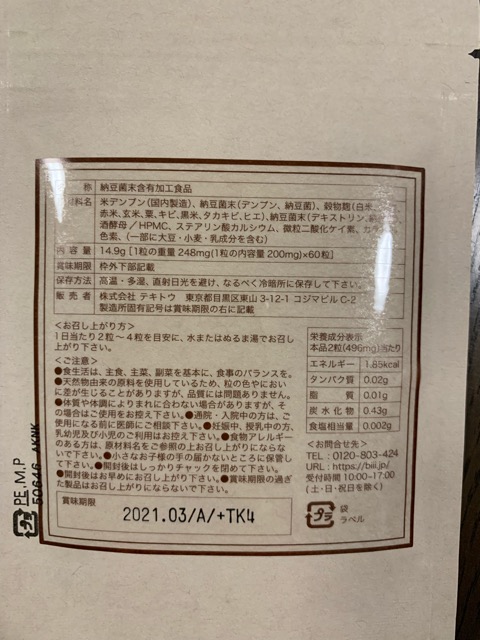 称 納豆菌末含有加工食品
材料名 米デンプン(国内製造)、納豆菌末(デンプン、納豆菌)、穀物麹(白米、
赤米、玄米、粟、キビ、黒米、タカキビ、ヒエ)、納豆菌末(デキストリン、
酒酵母/HPMC、ステアリン酸カルシウム、微粒二酸化ケイ素、カラ
色素、(一部に大豆・小麦・乳成分を含む)
内容量 14.9g [1粒の重量 248mg(1粒の内容量 200mg)×60粒]
賞味期限 枠外下部記載
保存方法 高温・多湿、直射日光を避け、なるべく冷暗所に保管して下さい。
販売者 株式会社 テキトウ 東京都目黒区東山 3-12-1 コジマビル C-2
製造所固有記号は賞味期限の右に記載
<お召し上がり方>
1日当たり2粒〜4粒を目安に、水またはぬるま湯でお召し
上がり下さい。
<ご注意>
●食生活は、主食、主菜、副菜を基本に、食事のバランスを。
●天然物由来の原料を使用しているため、粒の色やにおい
に差が生じることがありますが、品質には問題ありません。
●体質や体調によりまれに合わない場合がありますが、そ
の場合はご使用をお控え下さい。●通院・入院中の方は、ご
使用になる前に医師にご相談下さい。●妊娠中、授乳中の方、
乳幼児及び小児のご利用はお控え下さい。●食物アレルギー
のある方は、原材料名をご参照の上お召し上がりにならない
で下さい。●小さなお子様の手の届かないところに保管し
て下さい。●開封後はしっかりチャックを閉めて下さい。
●開封後はお早めにお召し上がり下さい。●賞味期限の過ぎ
た製品はお召し上がりにならないで下さい。
栄養成分表示
本品2粒(496mg)当たり
エネルギー 1.85kcal
タンパク質 0.02g
脂質 0.01g
炭水化物 0.43g
食塩相当量 0.002g
<お問合せ先>
TEL : 0120-803-424
URL : https://biij.jp/
受付時間 10:00-17:00
(土・日・祝日を除く)
賞味期限
2021.03/A/+TK4
プラ
袋
ラベル
プラ PE.M.P
50646 AKNK